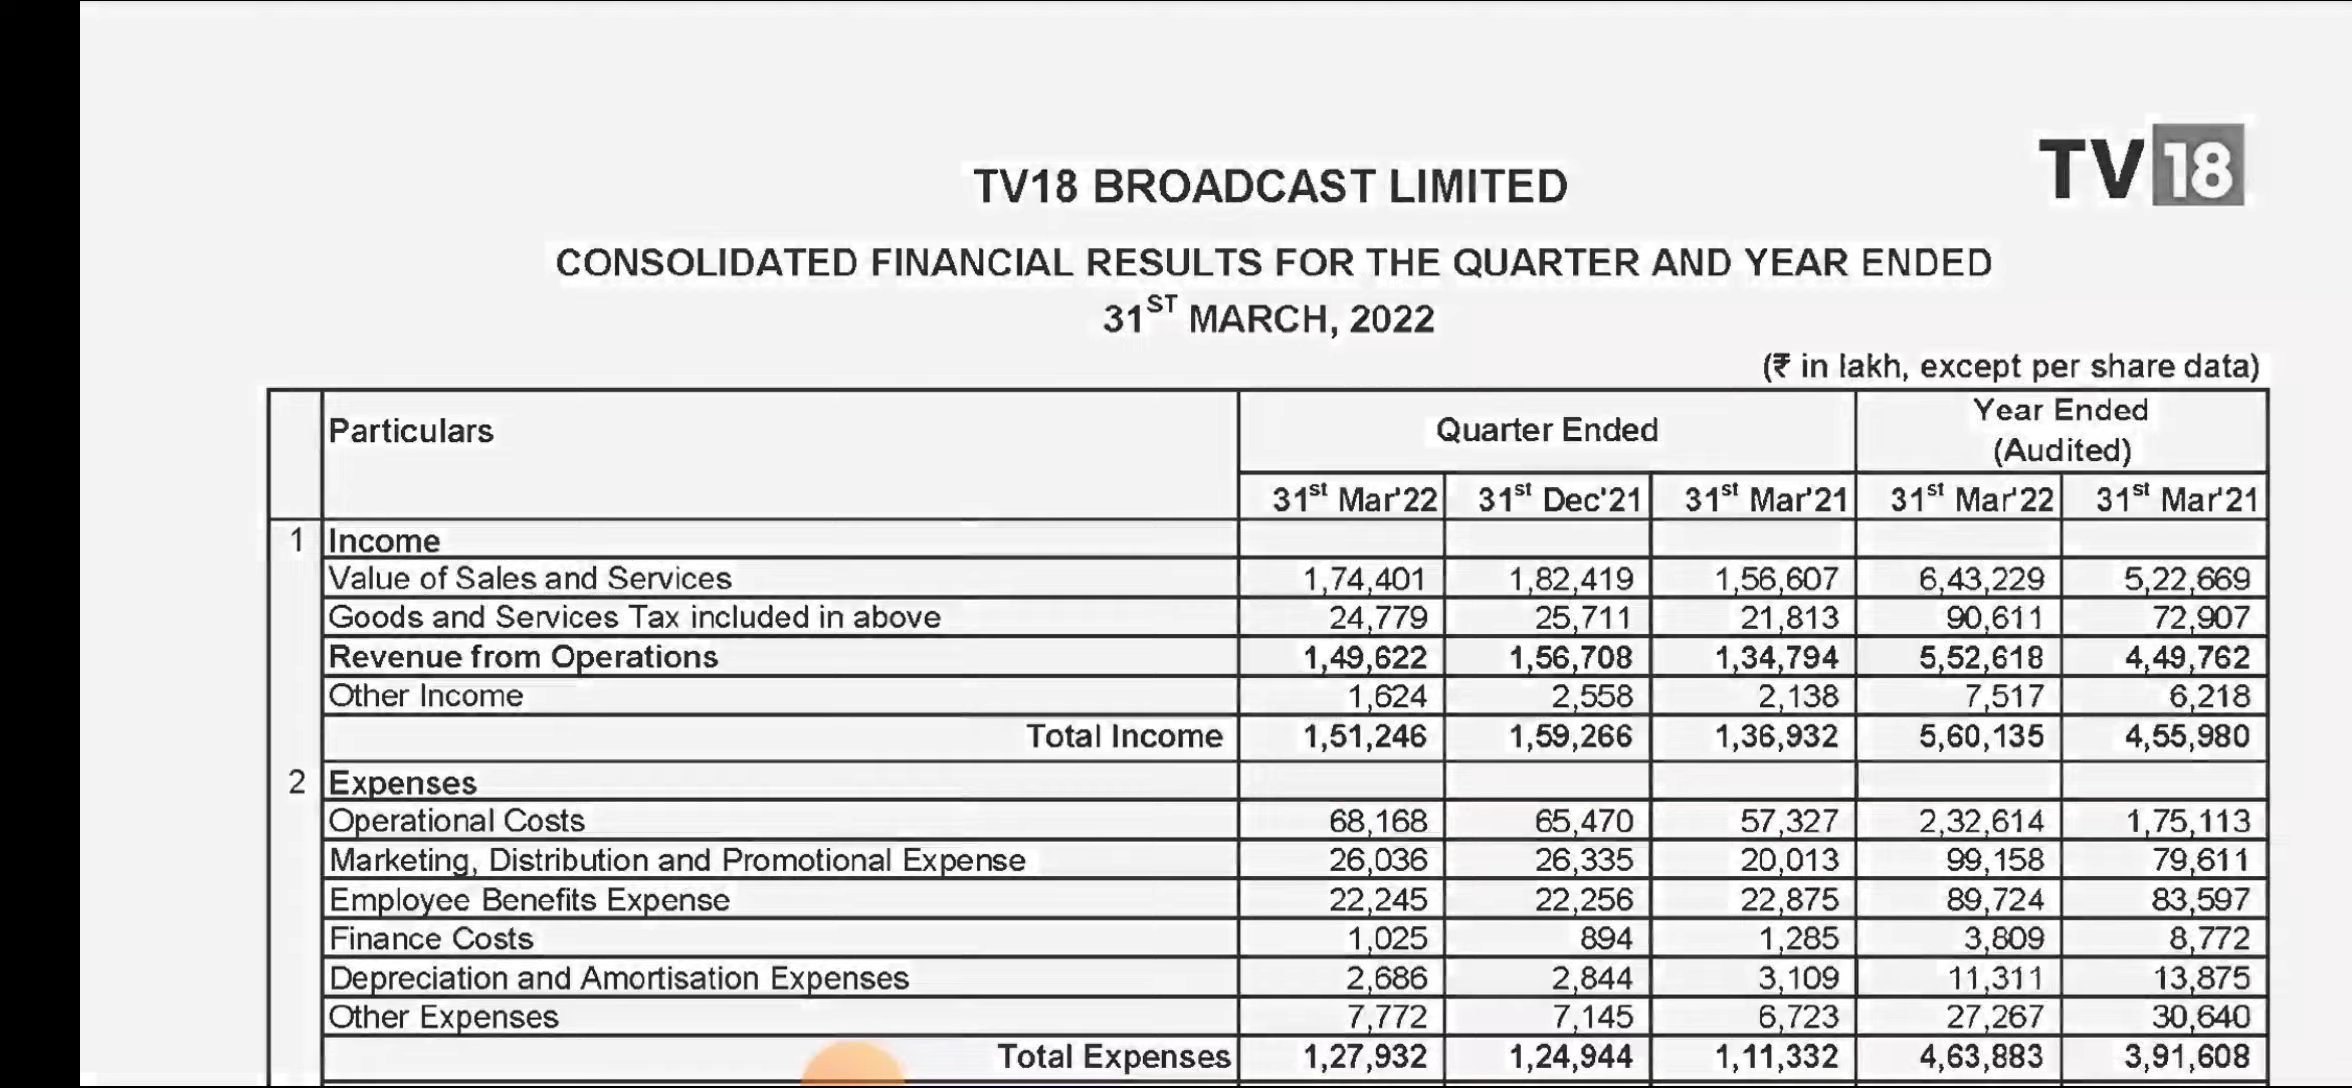 TV18
TV18 BROADCAST LIMITED
CONSOLIDATED FINANCIAL RESULTS FOR THE QUARTER AND YEAR ENDED
31ST MARCH, 2022
(₹ in lakh, except per share data)
Particulars Quarter Ended Year Ended (Audited)
31st Mar'22 31st Dec'21 31st Mar'21 31st Mar'22 31st Mar'21
1 Income
Value of Sales and Services 1,74,401 1,82,419 1,56,607 6,43,229 5,22,669
Goods and Services Tax included in above 24,779 25,711 21,813 90,611 72,907
Revenue from Operations 1,49,622 1,56,708 1,34,794 5,52,618 4,49,762
Other Income 1,624 2,558 2,138 7,517 6,218
Total Income 1,51,246 1,59,266 1,36,932 5,60,135 4,55,980
2 Expenses
Operational Costs 68,168 65,470 57,327 2,32,614 1,75,113
Marketing, Distribution and Promotional Expense 26,036 26,335 20,013 99,158 79,611
Employee Benefits Expense 22,245 22,256 22,875 89,724 83,597
Finance Costs 1,025 894 1,285 3,809 8,772
Depreciation and Amortisation Expenses 2,686 2,844 3,109 11,311 13,875
Other Expenses 7,772 7,145 6,723 27,267 30,640
Total Expenses 1,27,932 1,24,944 1,11,332 4,63,883 3,91,608